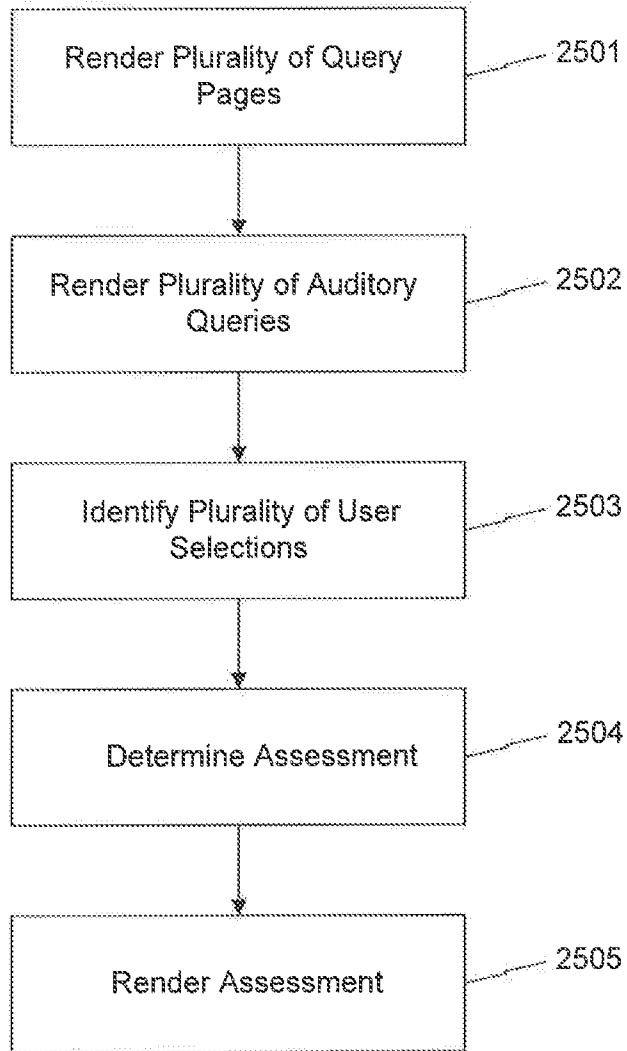 Render Plurality of Query
Pages
2501
Render Plurality of Auditory
Queries
2502
Identify Plurality of User
Selections
2503
Determine Assessment
2504
Render Assessment
2505